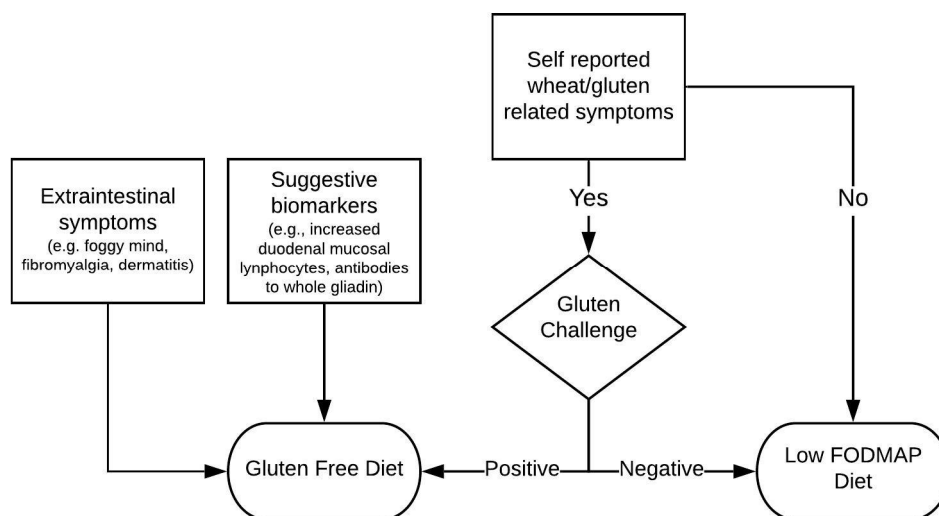 Self reported
wheat/gluten
related symptoms
Extraintestinal
symptoms
(e.g. foggy mind,
fibromyalgia, dermatitis)
Suggestive
biomarkers
(e.g., increased
duodenal mucosal
lymphocytes, antibodies
to whole gliadin)
Yes
No
Gluten
Challenge
Gluten Free Diet
Positive
Negative
Low FODMAP
Diet